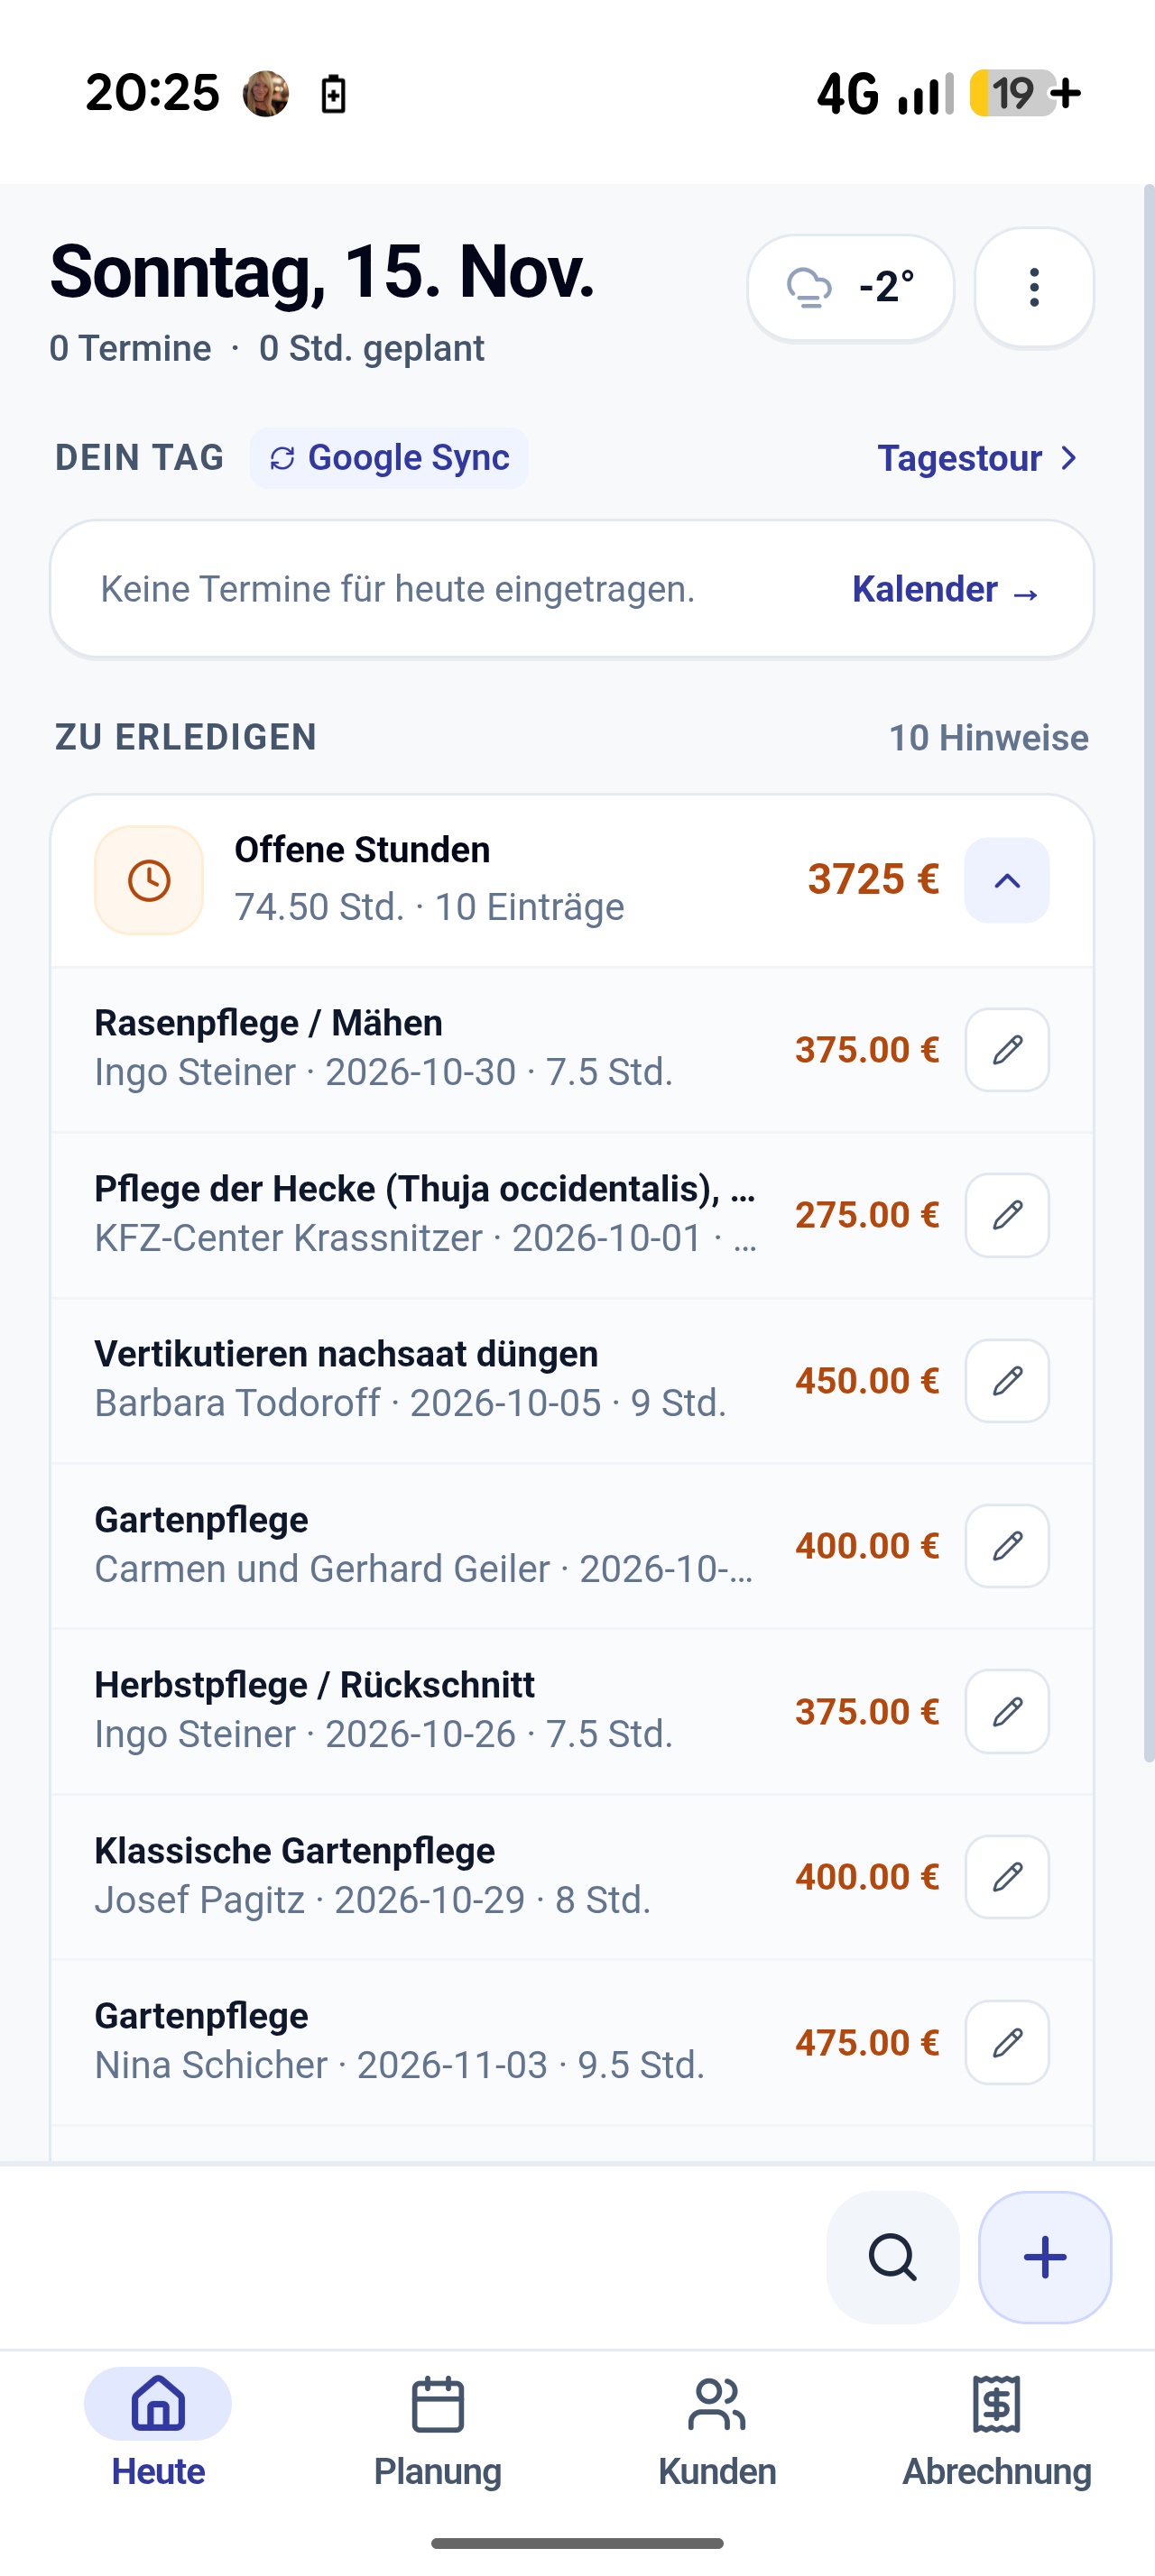 20:25
4G
19
Sonntag, 15. Nov.
-2°
0 Termine · 0 Std. geplant
DEIN TAG
Google Sync
Tagestour
Keine Termine für heute eingetragen.
Kalender →
ZU ERLEDIGEN
10 Hinweise
Offene Stunden
74.50 Std. · 10 Einträge
3725 €
Rasenpflege / Mähen
Ingo Steiner · 2026-10-30 · 7.5 Std.
375.00 €
Pflege der Hecke (Thuja occidentalis), ...
KFZ-Center Krassnitzer · 2026-10-01 · ...
275.00 €
Vertikutieren nachsaat düngen
Barbara Todoroff · 2026-10-05 · 9 Std.
450.00 €
Gartenpflege
Carmen und Gerhard Geiler · 2026-10-...
400.00 €
Herbstpflege / Rückschnitt
Ingo Steiner · 2026-10-26 · 7.5 Std.
375.00 €
Klassische Gartenpflege
Josef Pagitz · 2026-10-29 · 8 Std.
400.00 €
Gartenpflege
Nina Schicher · 2026-11-03 · 9.5 Std.
475.00 €
Heute
Planung
Kunden
Abrechnung